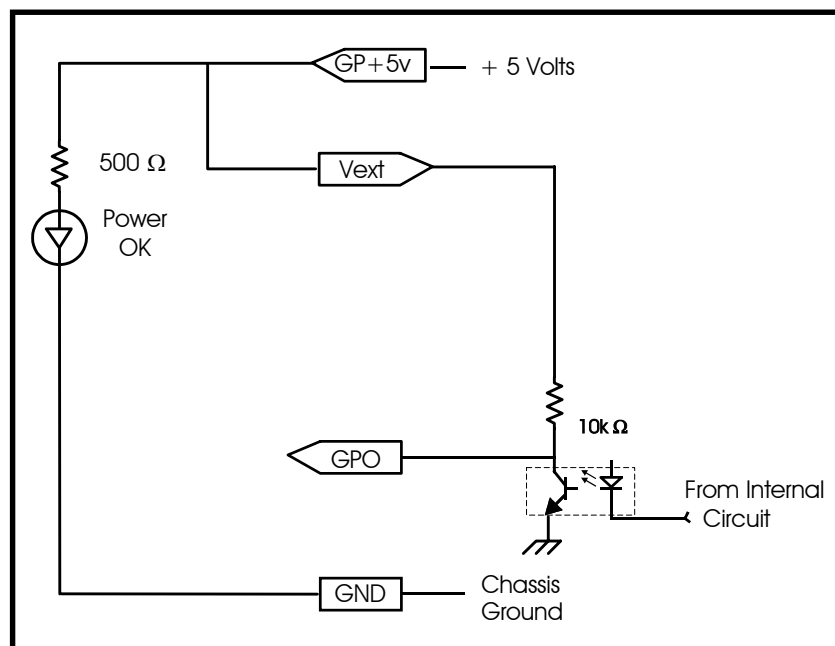 GP+5v
+ 5 Volts
500 Ω
Vext
Power
OK
10k Ω
GPO
From Internal
Circuit
GND
Chassis
Ground